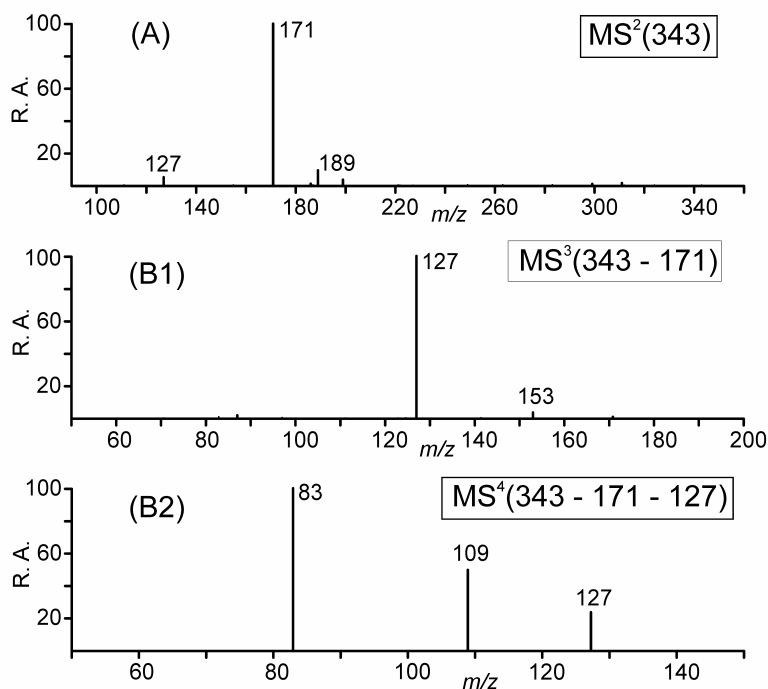 (A)
MS²(343)
R. A.
100
60
20
171
127
189
100 140 180 220 260 300 340
m/z
(B1)
MS³(343 - 171)
R. A.
100
60
20
127
153
60 80 100 120 140 160 180 200
m/z
(B2)
MS⁴(343 - 171 - 127)
R. A.
100
60
20
83
109
127
60 80 100 120 140
m/z